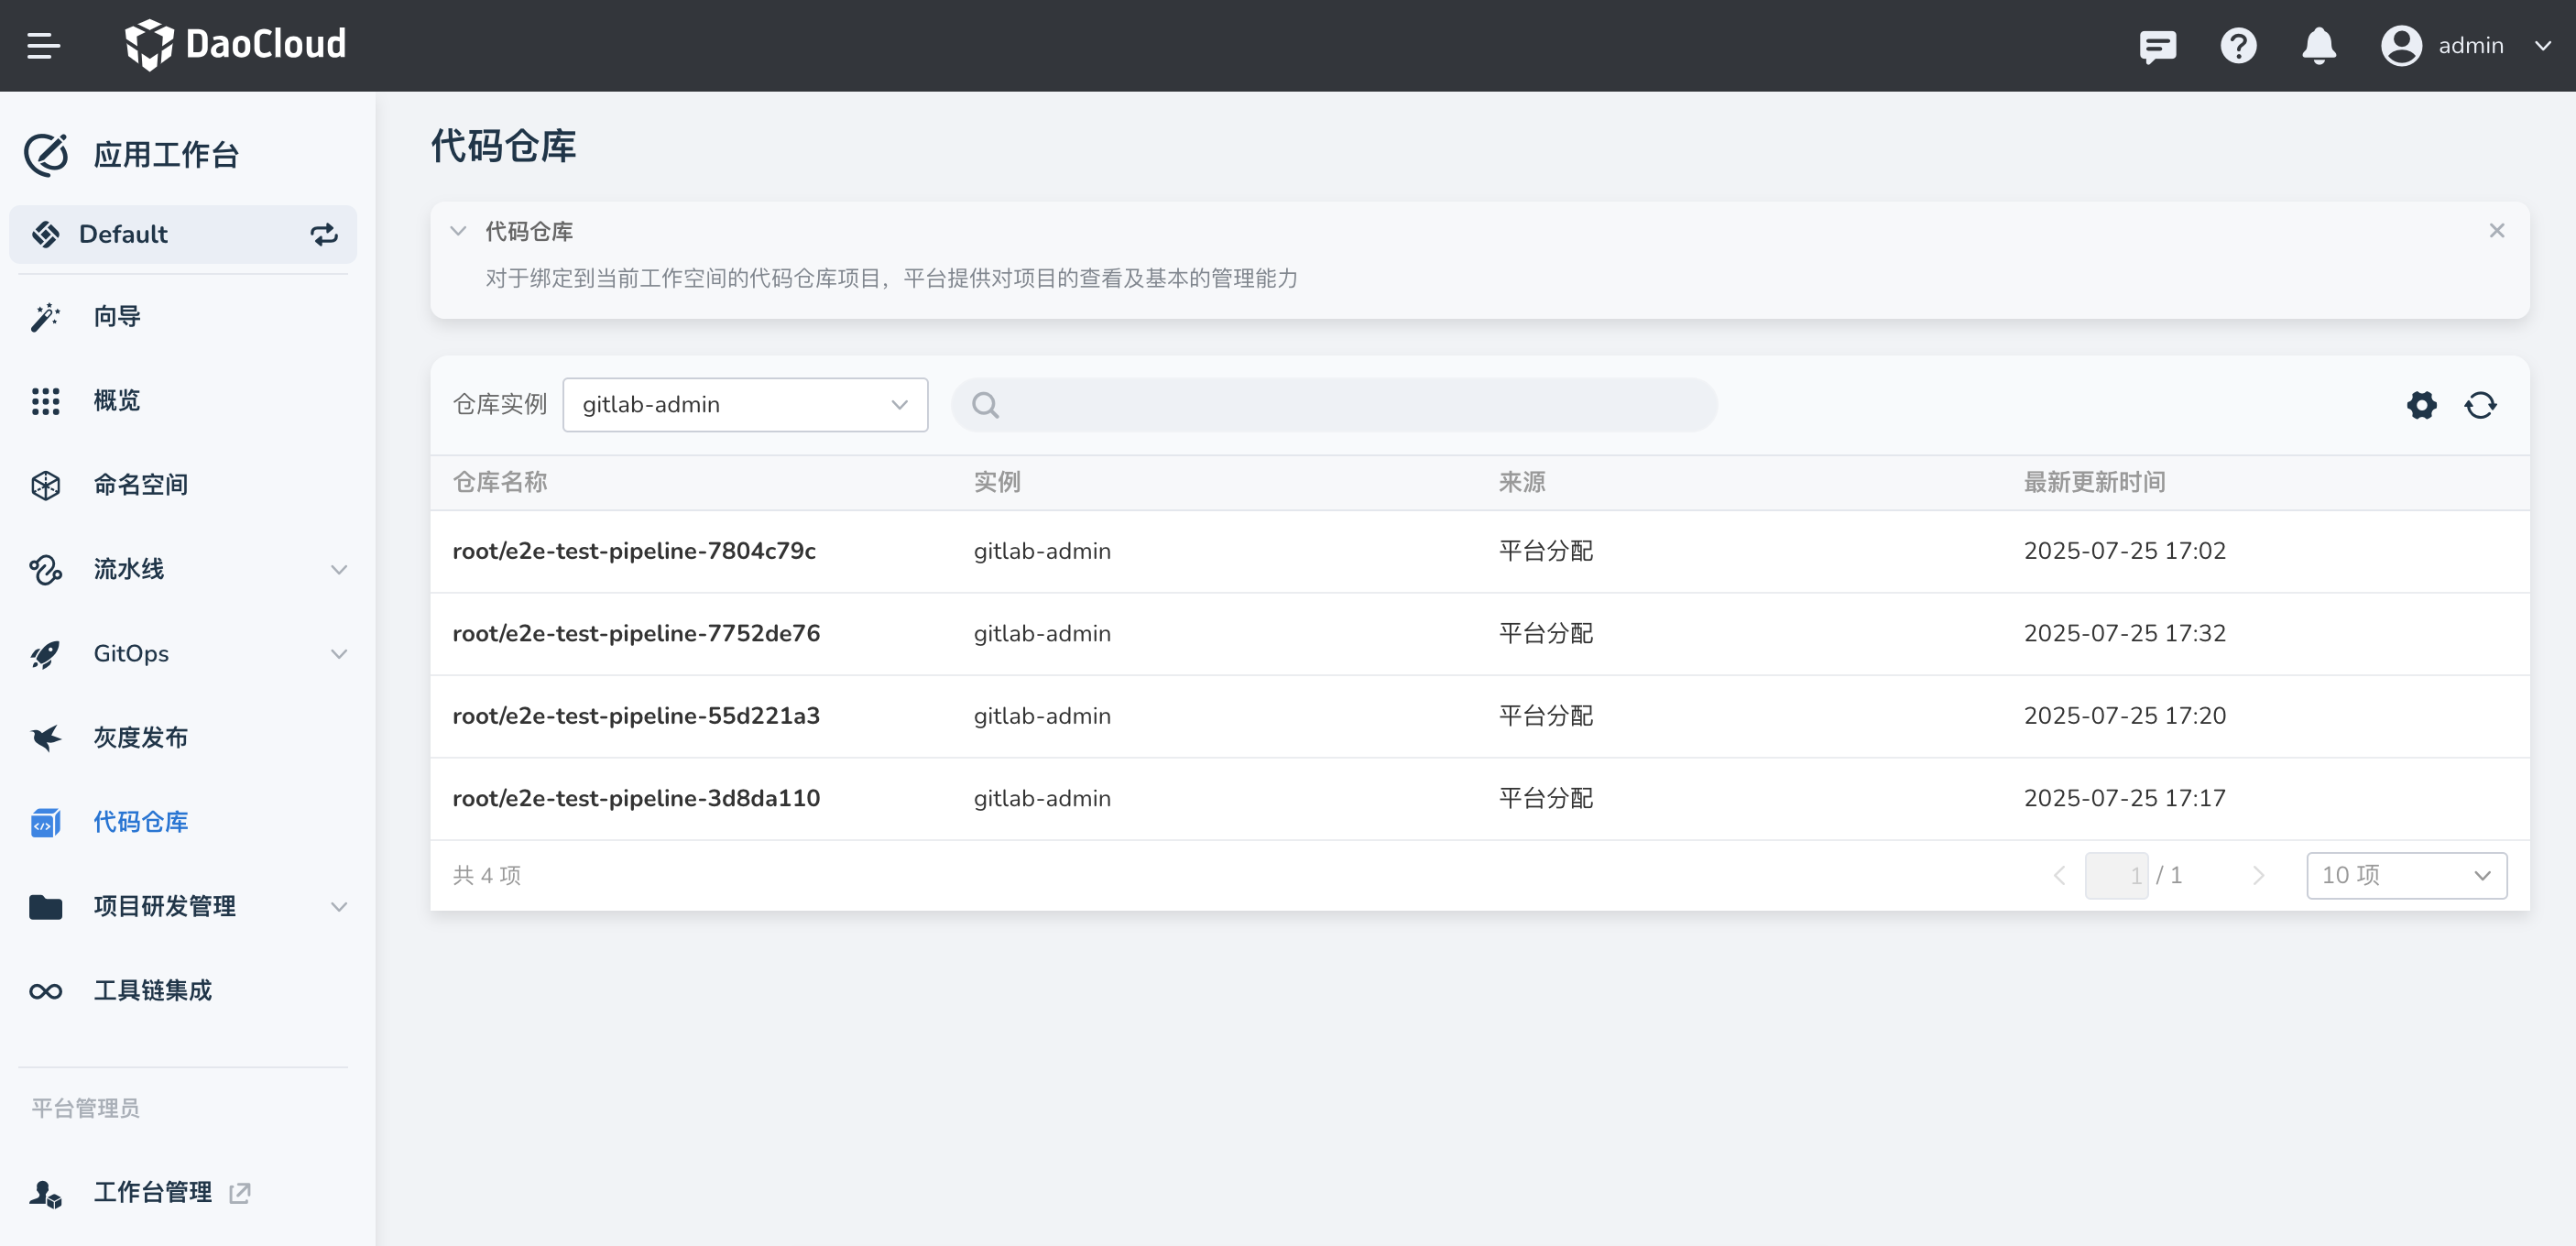 DaoCloud
admin
应用工作台
Default
向导
概览
命名空间
流水线
GitOps
灰度发布
代码仓库
项目研发管理
工具链集成
平台管理员
工作台管理
代码仓库
代码仓库
对于绑定到当前工作空间的代码仓库项目，平台提供对项目的查看及基本的管理能力
仓库实例 gitlab-admin
仓库名称 实例 来源 最新更新时间
root/e2e-test-pipeline-7804c79c gitlab-admin 平台分配 2025-07-25 17:02
root/e2e-test-pipeline-7752de76 gitlab-admin 平台分配 2025-07-25 17:32
root/e2e-test-pipeline-55d221a3 gitlab-admin 平台分配 2025-07-25 17:20
root/e2e-test-pipeline-3d8da110 gitlab-admin 平台分配 2025-07-25 17:17
共 4 项 1 / 1 10 项